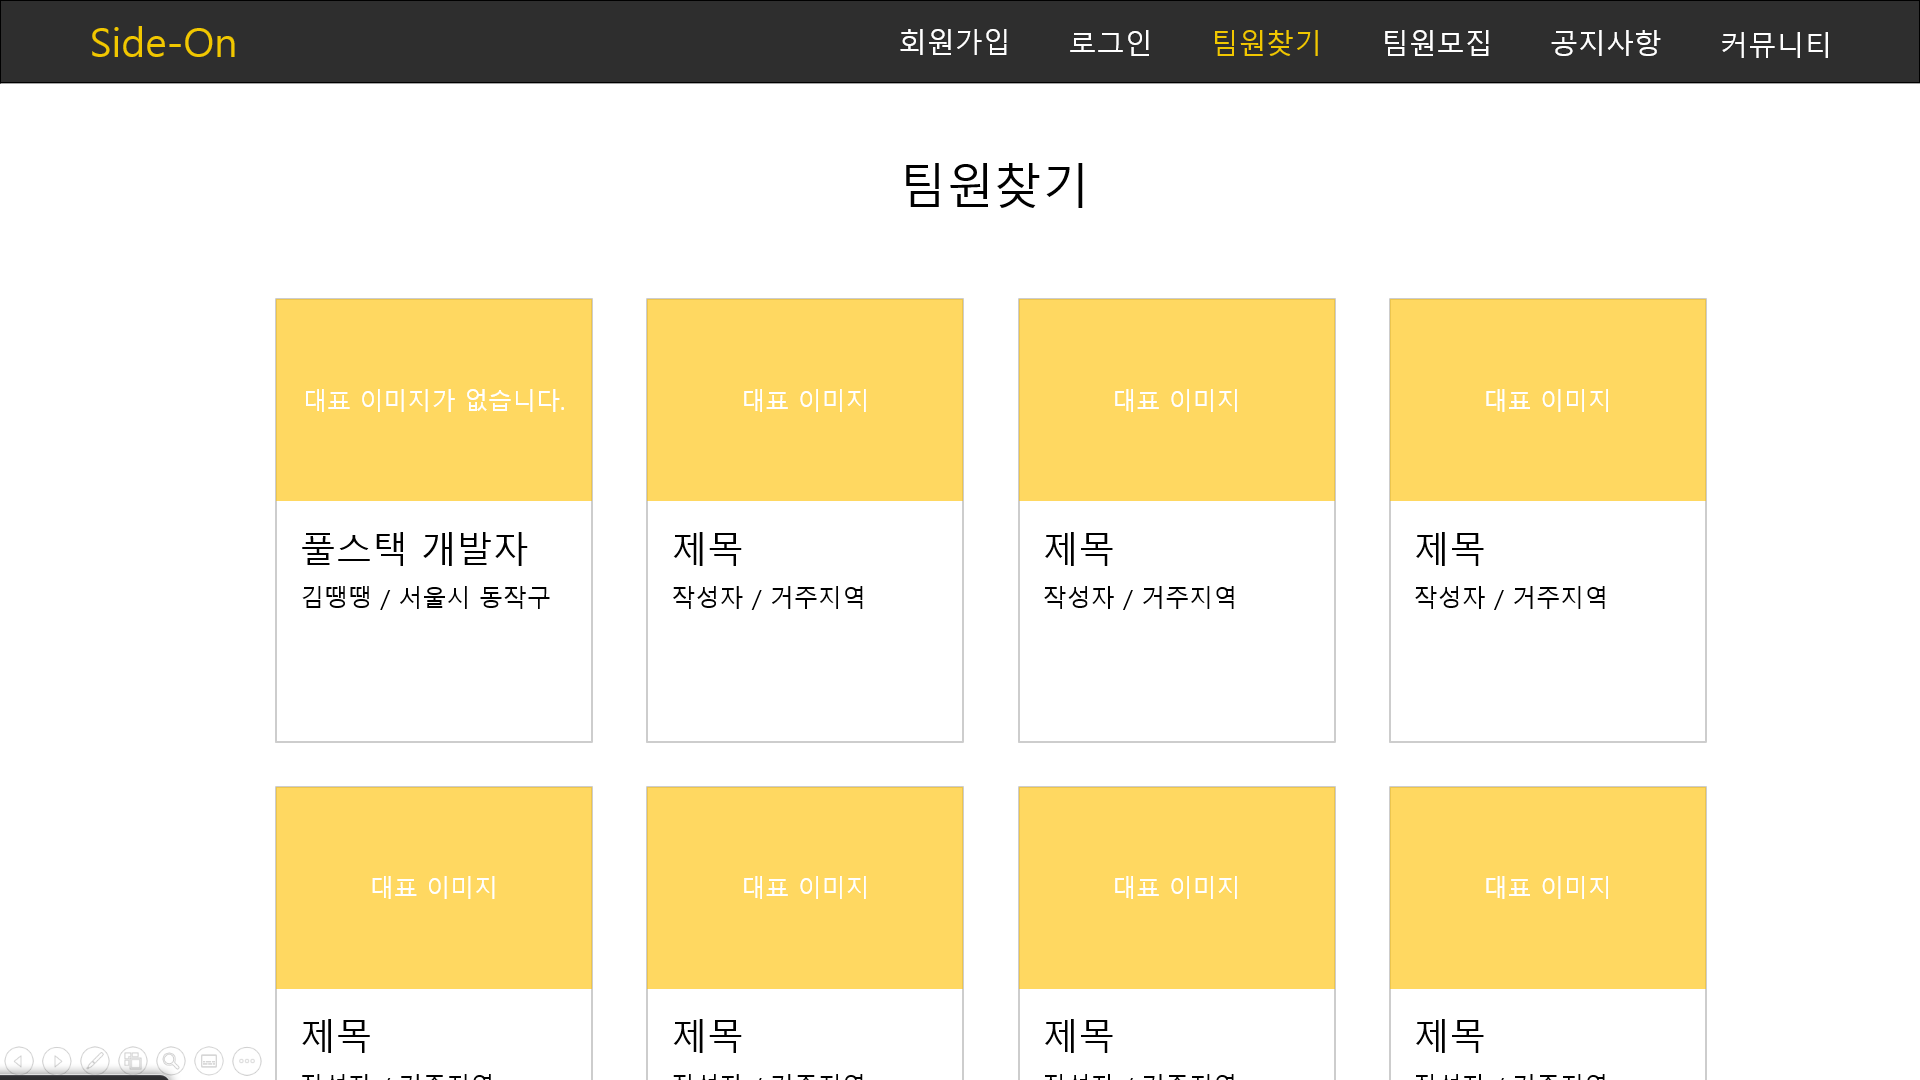 Side-On 회원가입 로그인 팀원찾기 팀원모집 공지사항 커뮤니티
팀원찾기
대표 이미지가 없습니다. 대표 이미지 대표 이미지 대표 이미지
풀스택 개발자 제목 제목 제목
김땡땡 / 서울시 동작구 작성자 / 거주지역 작성자 / 거주지역 작성자 / 거주지역
대표 이미지 대표 이미지 대표 이미지 대표 이미지
제목 제목 제목 제목